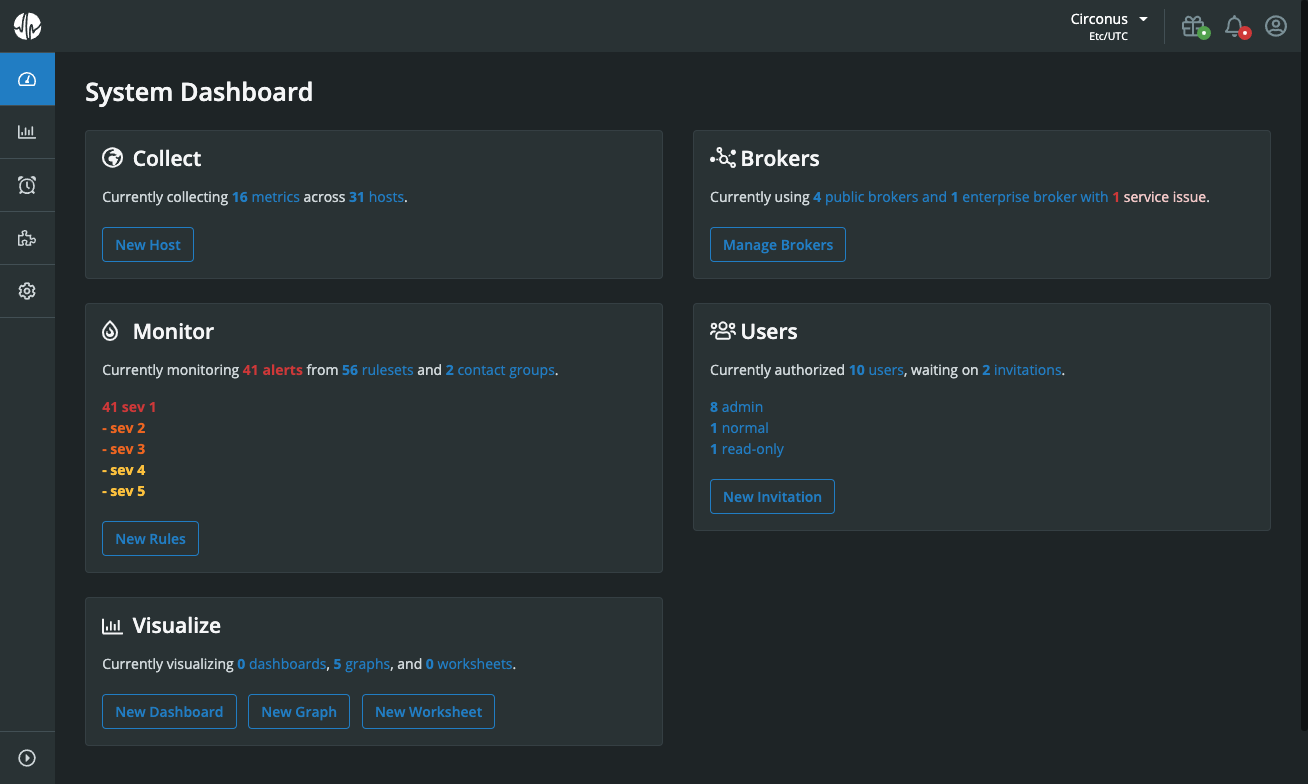 Circonus
Etc/UTC
System Dashboard
Collect
Currently collecting 16 metrics across 31 hosts.
New Host
Brokers
Currently using 4 public brokers and 1 enterprise broker with 1 service issue.
Manage Brokers
Monitor
Currently monitoring 41 alerts from 56 rulesets and 2 contact groups.
41 sev 1
- sev 2
- sev 3
- sev 4
- sev 5
New Rules
Users
Currently authorized 10 users, waiting on 2 invitations.
8 admin
1 normal
1 read-only
New Invitation
Visualize
Currently visualizing 0 dashboards, 5 graphs, and 0 worksheets.
New Dashboard
New Graph
New Worksheet